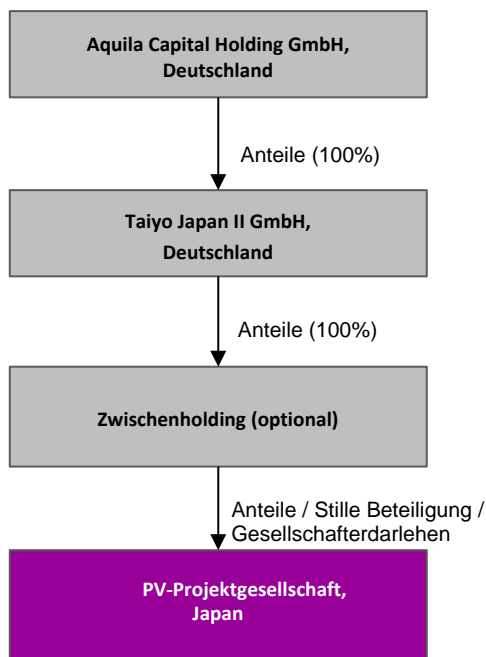 Aquila Capital Holding GmbH,
Deutschland
Anteile (100%)
Taiyo Japan II GmbH,
Deutschland
Anteile (100%)
Zwischenholding (optional)
Anteile / Stille Beteiligung /
Gesellschafterdarlehen
PV-Projektgesellschaft,
Japan